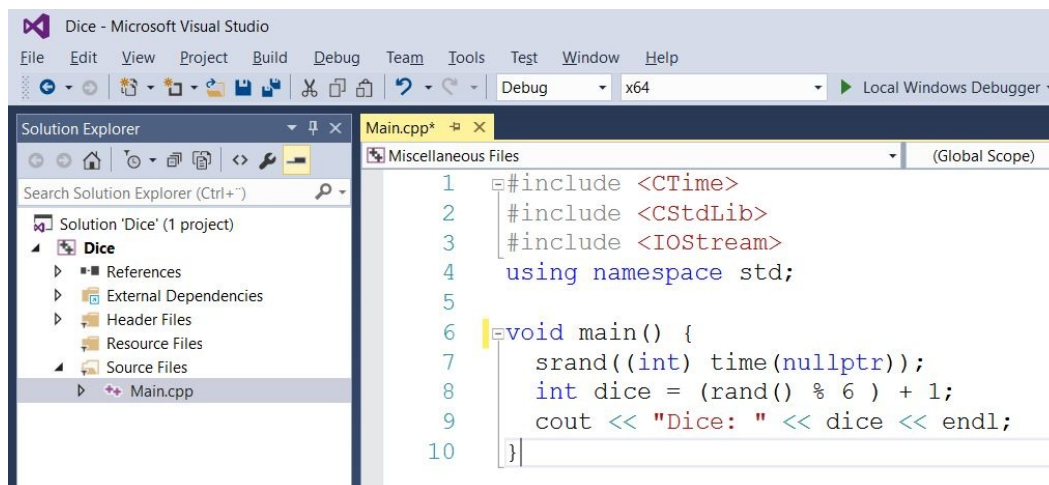 Dice - Microsoft Visual Studio
File Edit View Project Build Debug Team Tools Test Window Help
Debug x64 Local Windows Debugger
Solution Explorer
Search Solution Explorer (Ctrl+¨)
Solution 'Dice' (1 project)
Dice
References
External Dependencies
Header Files
Resource Files
Source Files
Main.cpp
Main.cpp*
Miscellaneous Files (Global Scope)
1 #include <CTime>
2 #include <CStdLib>
3 #include <IOStream>
4 using namespace std;
5
6 void main() {
7 srand((int) time(nullptr));
8 int dice = (rand() % 6 ) + 1;
9 cout << "Dice: " << dice << endl;
10 }